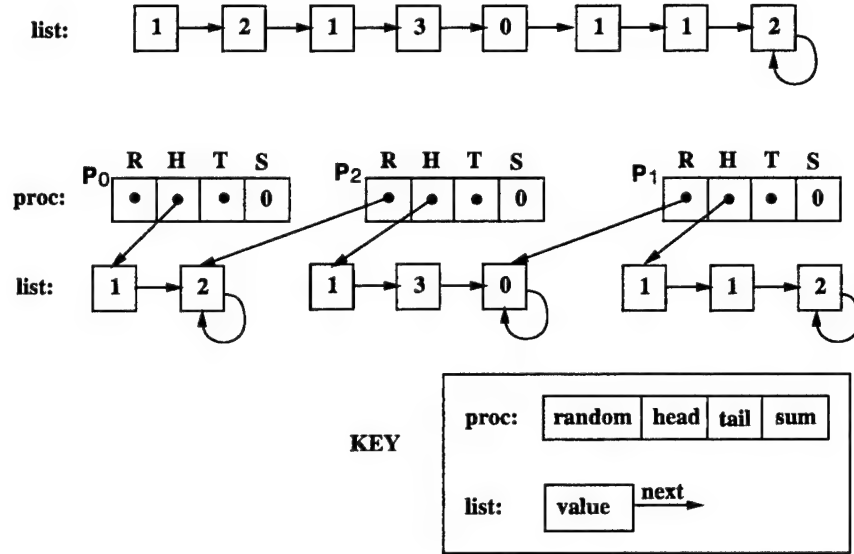 list: 1 2 1 3 0 1 1 2
R H T S R H T S R H T S
proc: P0 0 P2 0 P1 0
list: 1 2 1 3 0 1 1 2
KEY
proc: random head tail sum
list: value next